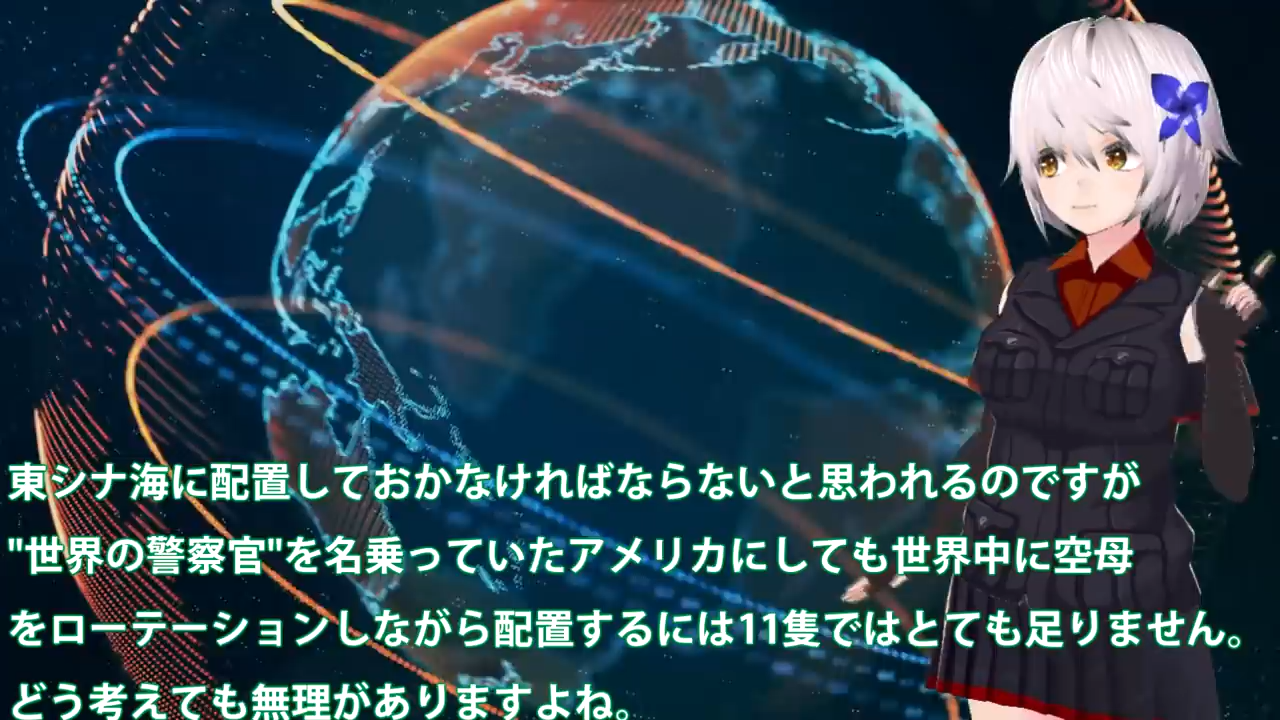 東シナ海に配置しておかなければならないと思われるのですが
"世界の警察官"を名乗っていたアメリカにしても世界中に空母
をローテーションしながら配置するには11隻ではとても足りません。
どう考えても無理がありますよね。